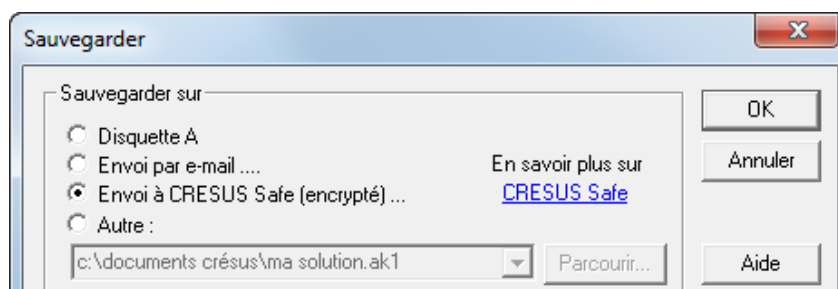 Sauvegarder
Sauvegarder sur
Disquette A
Envoi par e-mail ....
Envoi à CRESUS Safe (encrypté) ...
Autre :
En savoir plus sur
CRESUS Safe
c:\documents crésus\ma solution.ak1
Parcourir...
OK
Annuler
Aide